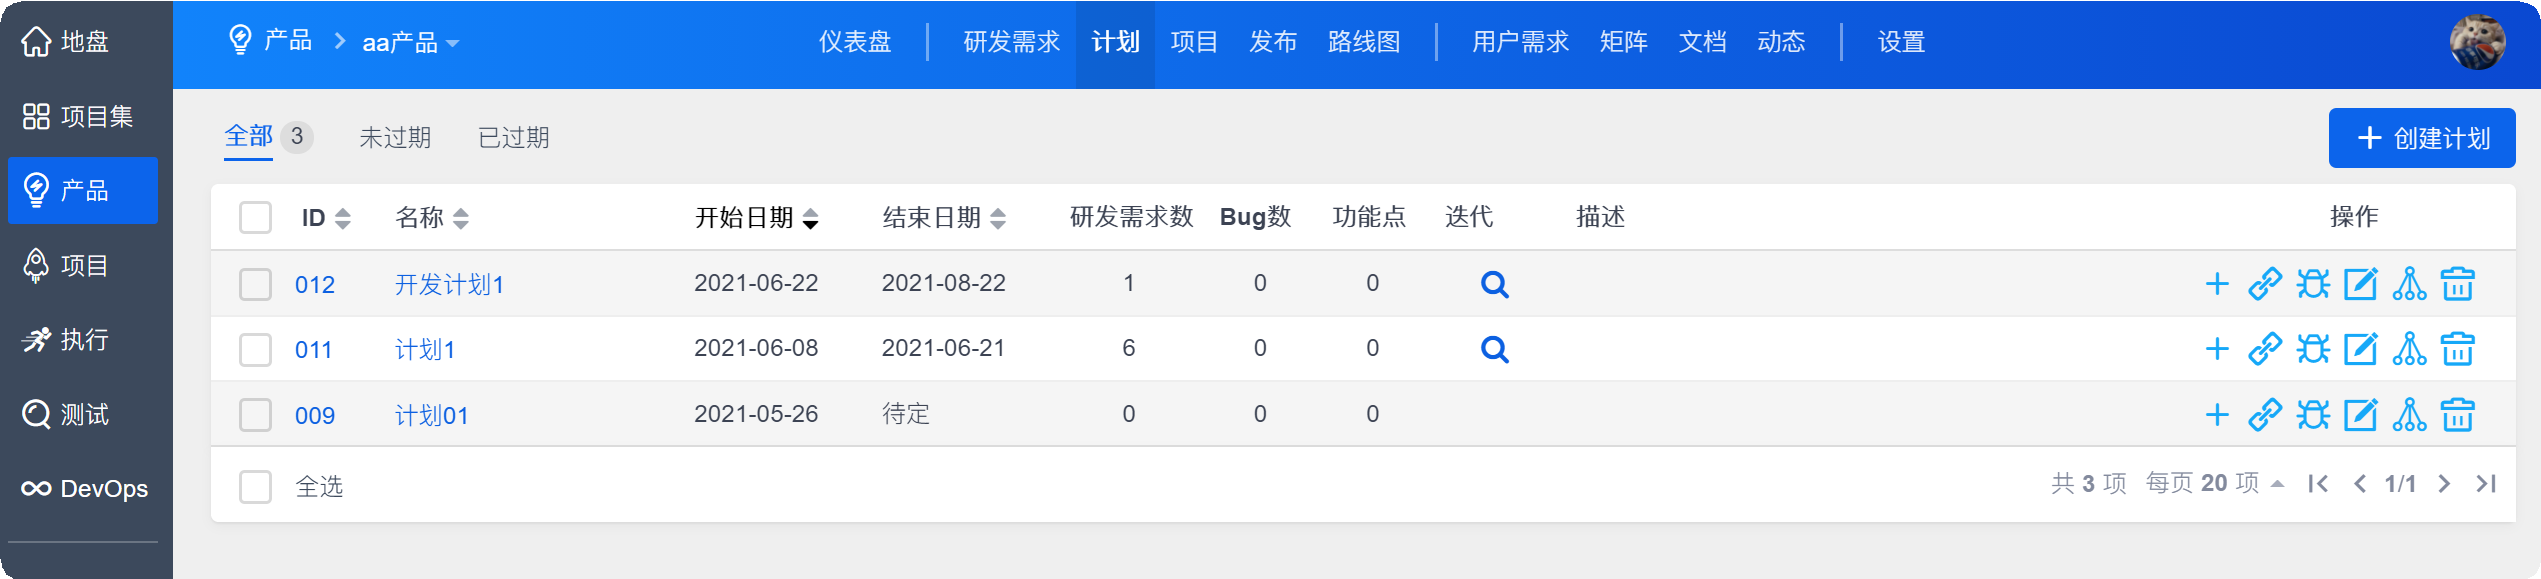 地盘
项目集
产品
项目
执行
测试
DevOps
产品 aa产品
仪表盘 研发需求 计划 项目 发布 路线图 用户需求 矩阵 文档 动态 设置
全部 3 未过期 已过期
创建计划
ID 名称 开始日期 结束日期 研发需求数 Bug数 功能点 迭代 描述 操作
012 开发计划1 2021-06-22 2021-08-22 1 0 0
011 计划1 2021-06-08 2021-06-21 6 0 0
009 计划01 2021-05-26 待定 0 0 0
全选 共 3 项 每页 20 项 1/1